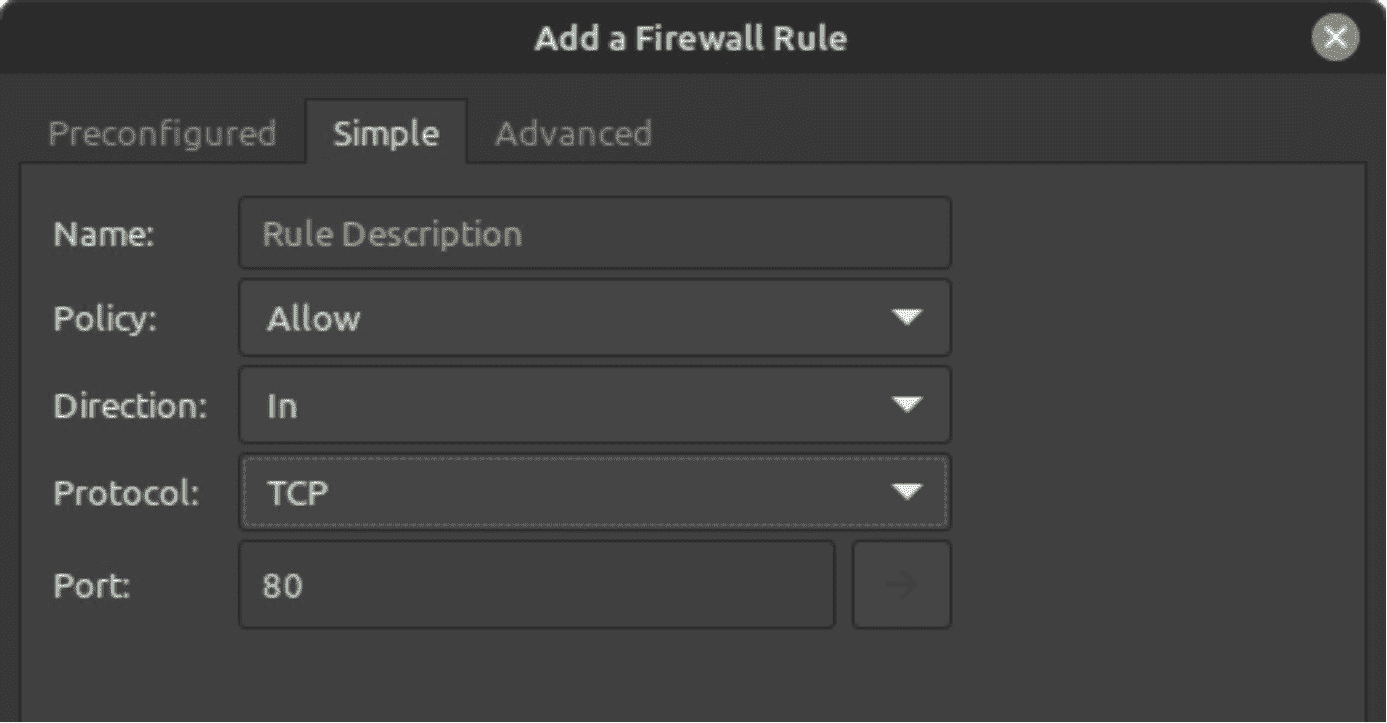 Add a Firewall Rule
Preconfigured Simple Advanced
Name: Rule Description
Policy: Allow
Direction: In
Protocol: TCP
Port: 80